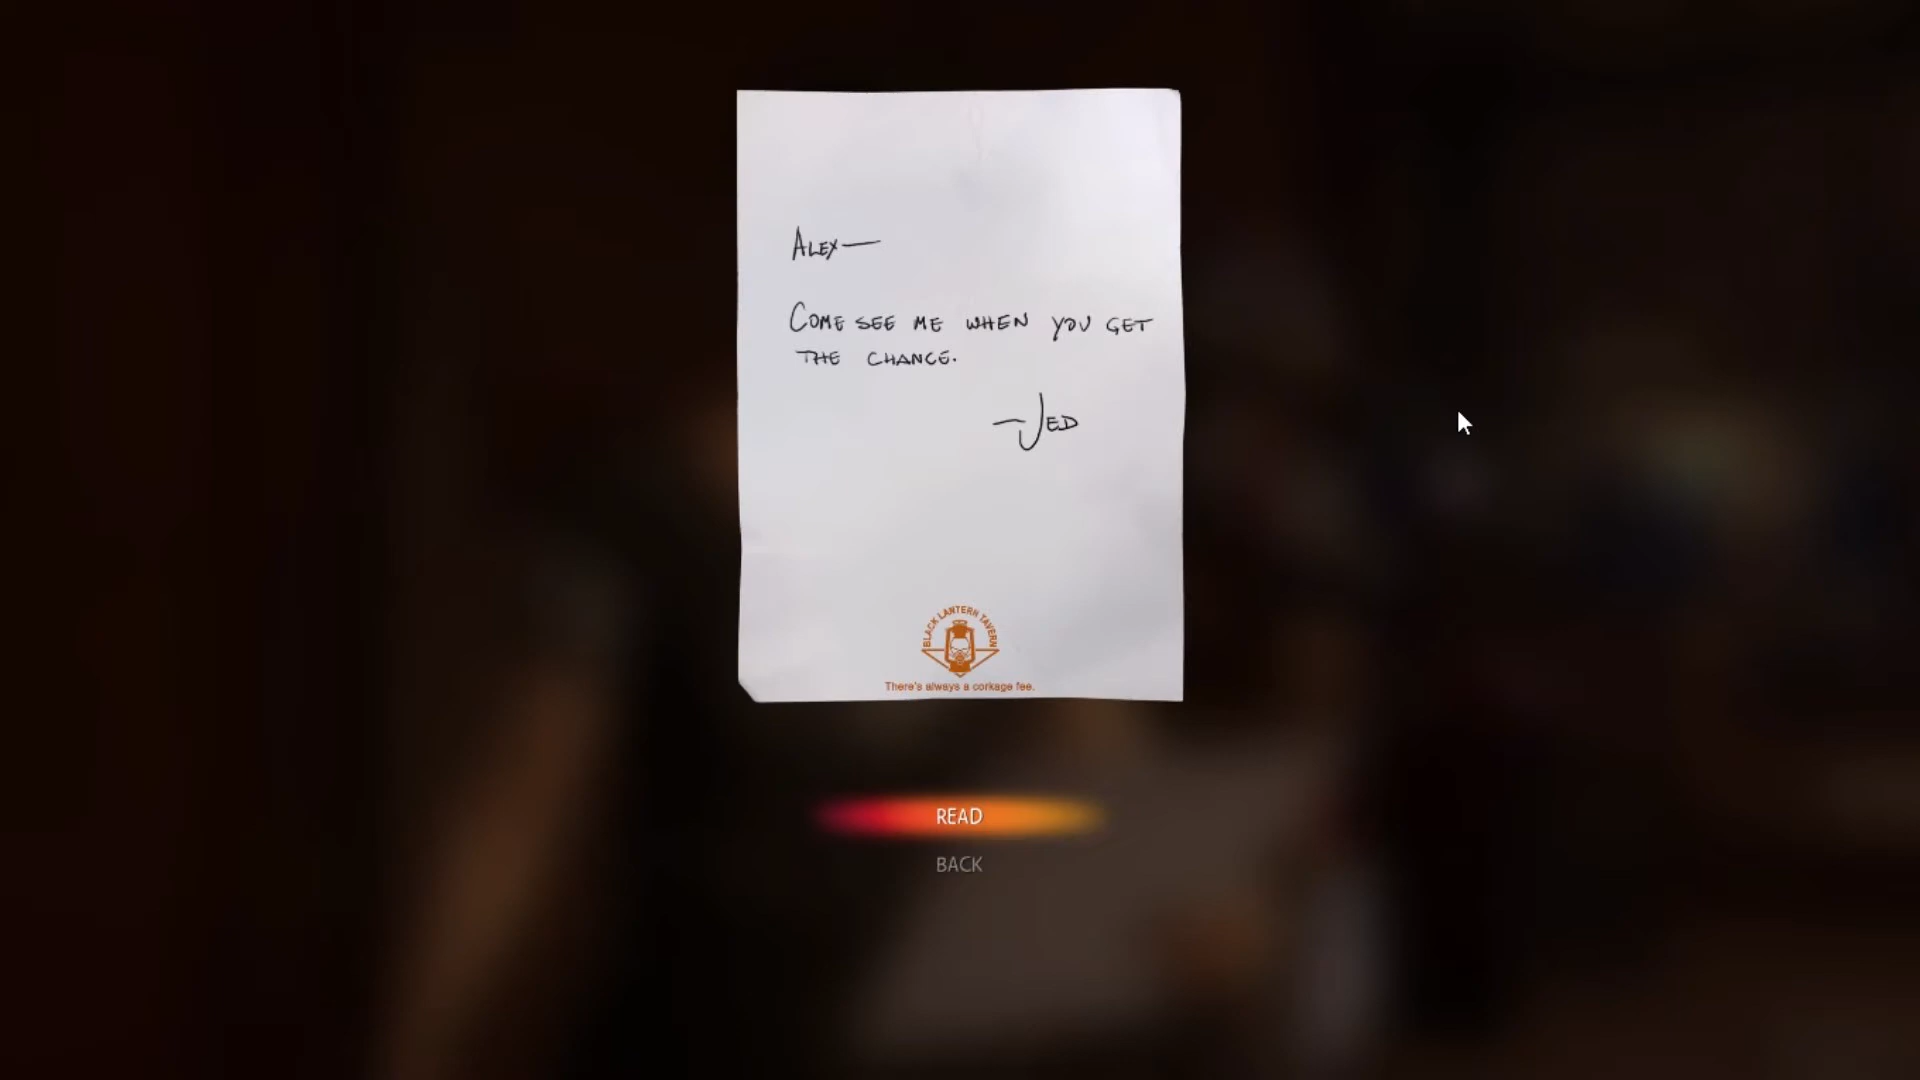 Alex—
Come see me when you get
the chance.
—Jed
BLACK LANTERN TAVERN
There's always a corkage fee.
READ
BACK